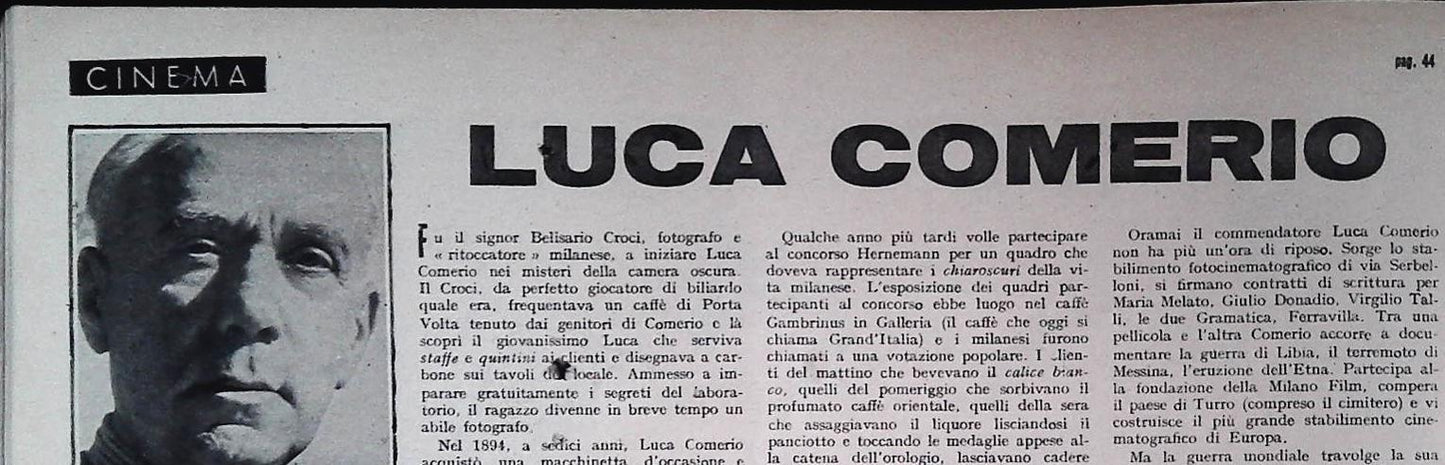 CINEMA
pag. 44
LUCA COMERIO
Fu il signor Belisario Croci, fotografo e
« ritoccatore » milanese, a iniziare Luca
Comerio nei misteri della camera oscura.
Il Croci, da perfetto giocatore di biliardo
quale era, frequentava un caffè di Porta
Volta tenuto dai genitori di Comerio e là
scoprì il giovanissimo Luca che serviva
staffe e quintini ai clienti e disegnava a car-
bone sui tavoli del locale. Ammesso a im-
parare gratuitamente i segreti del labora-
torio, il ragazzo divenne in breve tempo un
abile fotografo.
Nel 1894, a sedici anni, Luca Comerio
acquistò una macchinetta d'occasione e
Qualche anno più tardi volle partecipare
al concorso Hernemann per un quadro che
doveva rappresentare i chiaroscuri della vi-
ta milanese. L'esposizione dei quadri par-
tecipanti al concorso ebbe luogo nel caffè
Gambrinus in Galleria (il caffè che oggi si
chiama Grand'Italia) e i milanesi furono
chiamati a una votazione popolare. I clien-
ti del mattino che bevevano il calice bian-
co, quelli del pomeriggio che sorbivano il
profumato caffè orientale, quelli della sera
che assaggiavano il liquore lisciandosi il
panciotto e toccando le medaglie appese al-
la catena dell'orologio, lasciavano cadere
Oramai il commendatore Luca Comerio
non ha più un'ora di riposo. Sorge lo sta-
bilimento fotocinematografico di via Serbel-
loni, si firmano contratti di scrittura per
Maria Melato, Giulio Donadio, Virgilio Tal-
li, le due Gramatica, Ferravilla. Tra una
pellicola e l'altra Comerio accorre a docu-
mentare la guerra di Libia, il terremoto di
Messina, l'eruzione dell'Etna. Partecipa al-
la fondazione della Milano Film, compera
il paese di Turro (compreso il cimitero) e vi
costruisce il più grande stabilimento cine-
matografico di Europa.
Ma la guerra mondiale travolge la sua